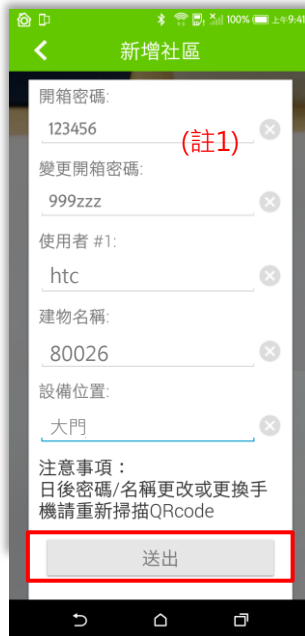 100% 上午9:41
新增社區
開箱密碼:
123456
(註1)
變更開箱密碼:
999zzz
使用者 #1:
htc
建物名稱:
80026
設備位置:
大門
注意事項：
日後密碼/名稱更改或更換手
機請重新掃描QRcode
送出